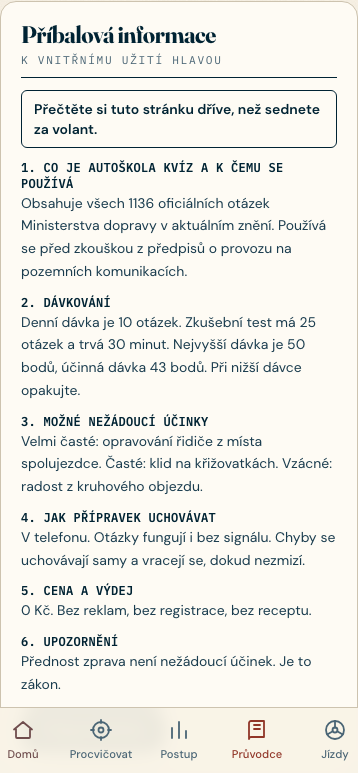 Příbalová informace
K VNITŘNÍMU UŽITÍ HLAVOU
Přečtěte si tuto stránku dříve, než sednete
za volant.
1. CO JE AUTOŠKOLA KVÍZ A K ČEMU SE
POUŽÍVÁ
Obsahuje všech 1136 oficiálních otázek
Ministerstva dopravy v aktuálním znění. Používá
se před zkouškou z předpisů o provozu na
pozemních komunikacích.
2. DÁVKOVÁNÍ
Denní dávka je 10 otázek. Zkušební test má 25
otázek a trvá 30 minut. Nejvyšší dávka je 50
bodů, účinná dávka 43 bodů. Při nižší dávce
opakujte.
3. MOŽNÉ NEŽÁDOUCÍ ÚČINKY
Velmi časté: opravování řidiče z místa
spolujezdce. Časté: klid na křižovatkách. Vzácné:
radost z kruhového objezdu.
4. JAK PŘÍPRAVEK UCHOVÁVAT
V telefonu. Otázky fungují i bez signálu. Chyby se
uchovávají samy a vracejí se, dokud nezmizí.
5. CENA A VÝDEJ
0 Kč. Bez reklam, bez registrace, bez receptu.
6. UPOZORNĚNÍ
Přednost zprava není nežádoucí účinek. Je to
zákon.
Domů Procvičovat Postup Průvodce Jízdy